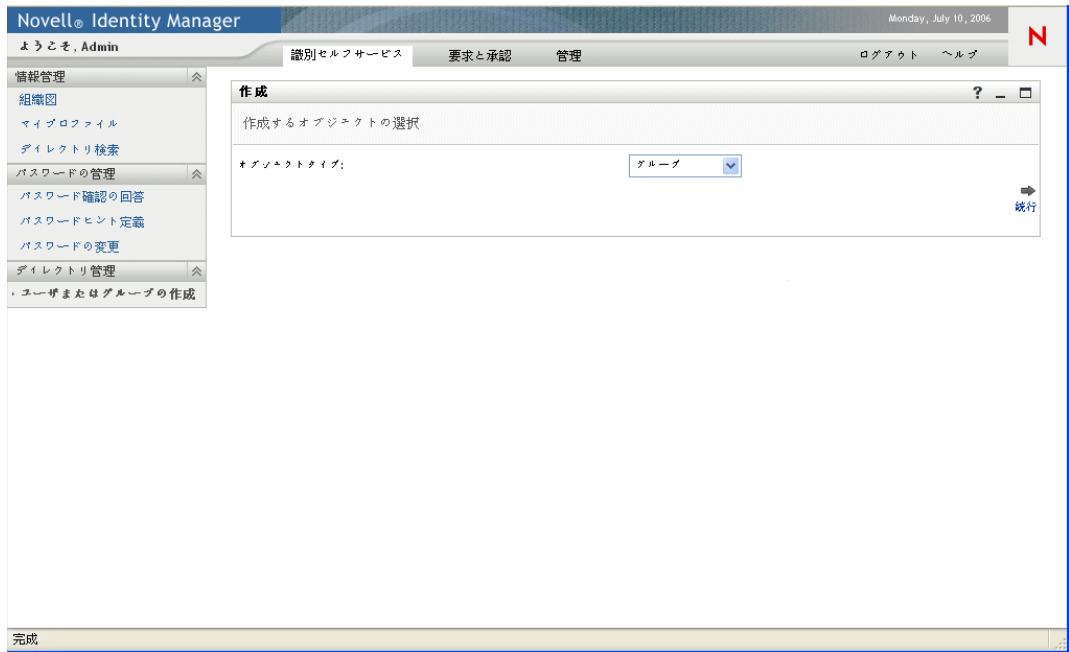 Novell® Identity Manager
Monday, July 10, 2006
N
ようこそ, Admin
識別セルフサービス
要求と承認
管理
ログアウト
ヘルプ
情報管理
組織図
マイプロファイル
ディレクトリ検索
パスワードの管理
パスワード確認の回答
パスワードヒント定義
パスワードの変更
ディレクトリ管理
・ユーザまたはグループの作成
作成
?
作成するオブジェクトの選択
オブジェクトタイプ:
グループ
続行
完成